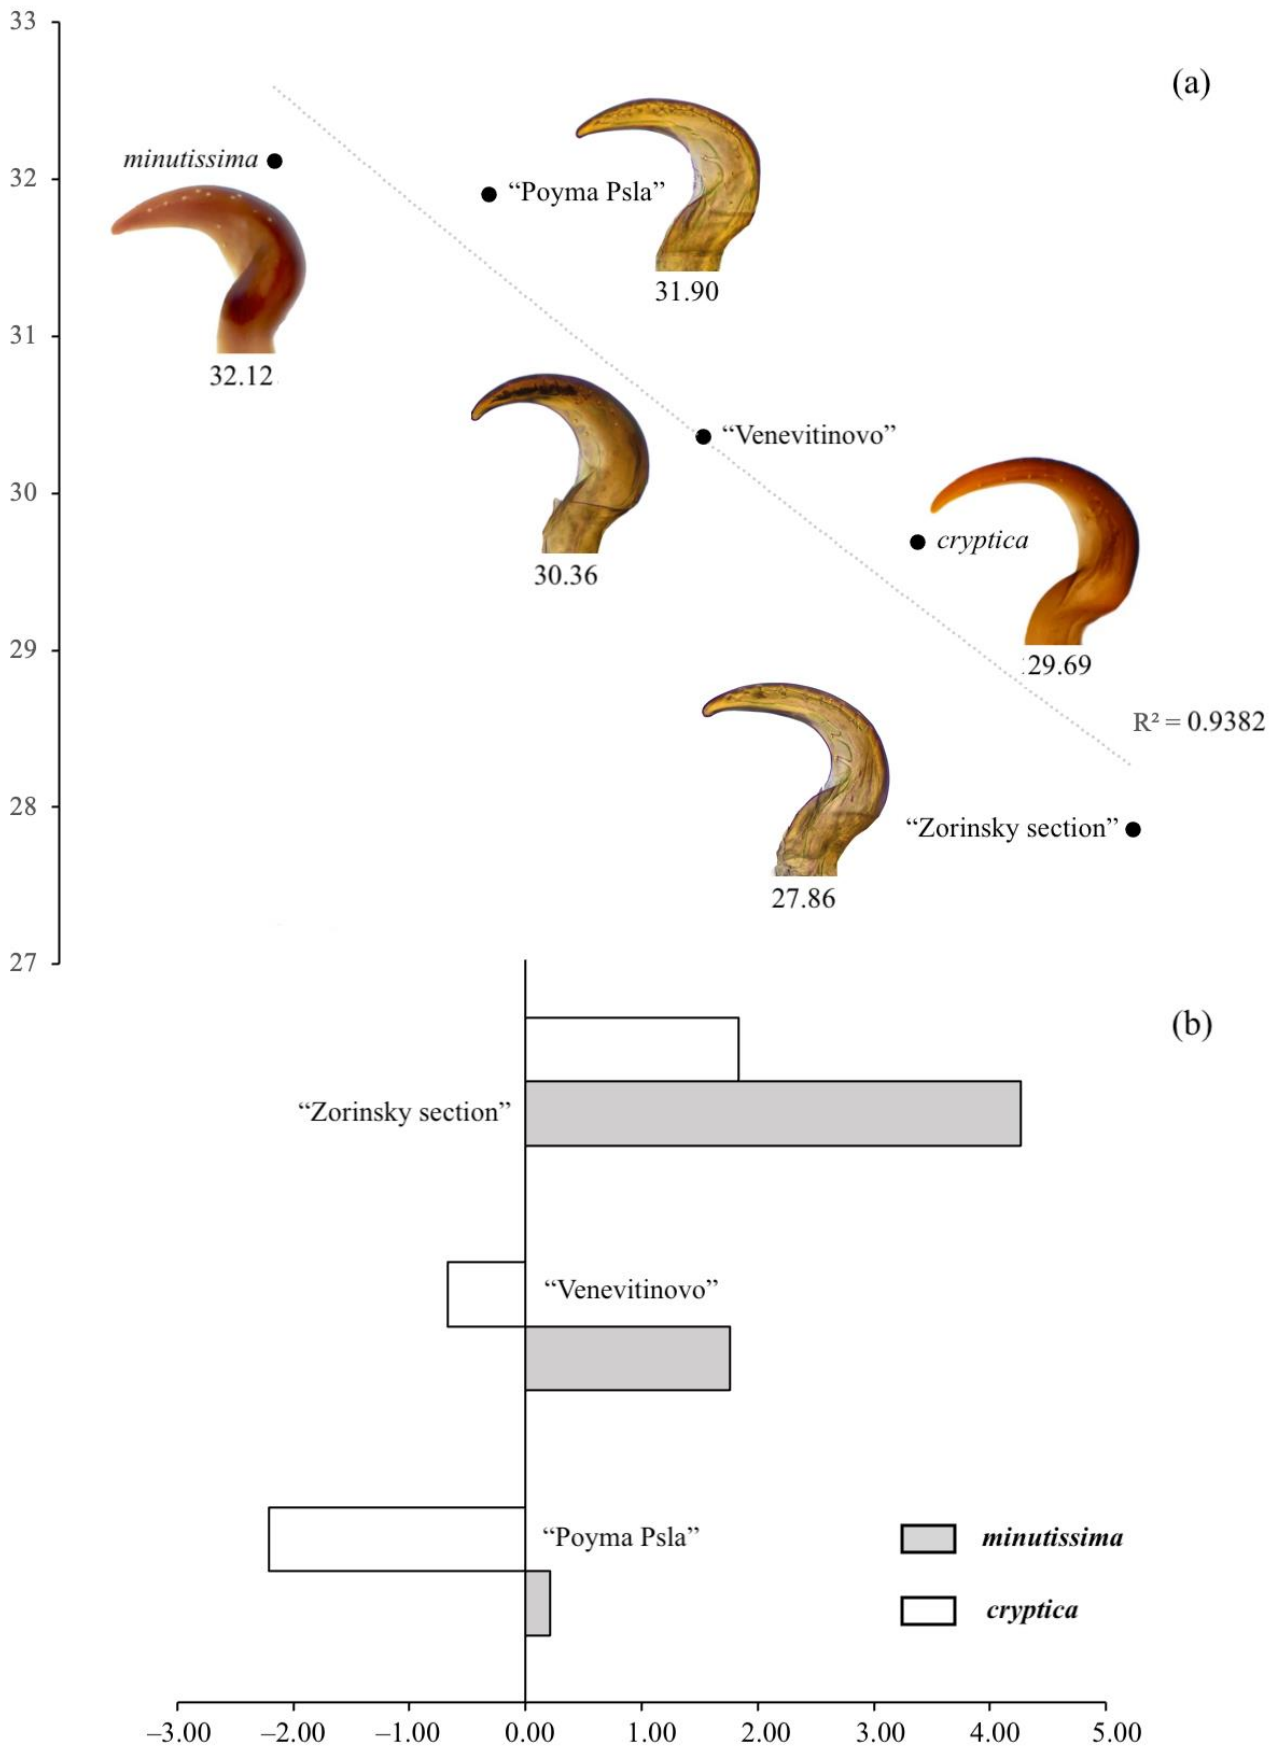 33
(a)
minutissima
32
“Poyma Psla”
31.90
31
32.12
“Venevitinovo”
30
cryptica
30.36
29
29.69
R² = 0.9382
28
“Zorinsky section”
27.86
27
(b)
“Zorinsky section”
“Venevitinovo”
“Poyma Psla”
minutissima
cryptica
–3.00 –2.00 –1.00 0.00 1.00 2.00 3.00 4.00 5.00